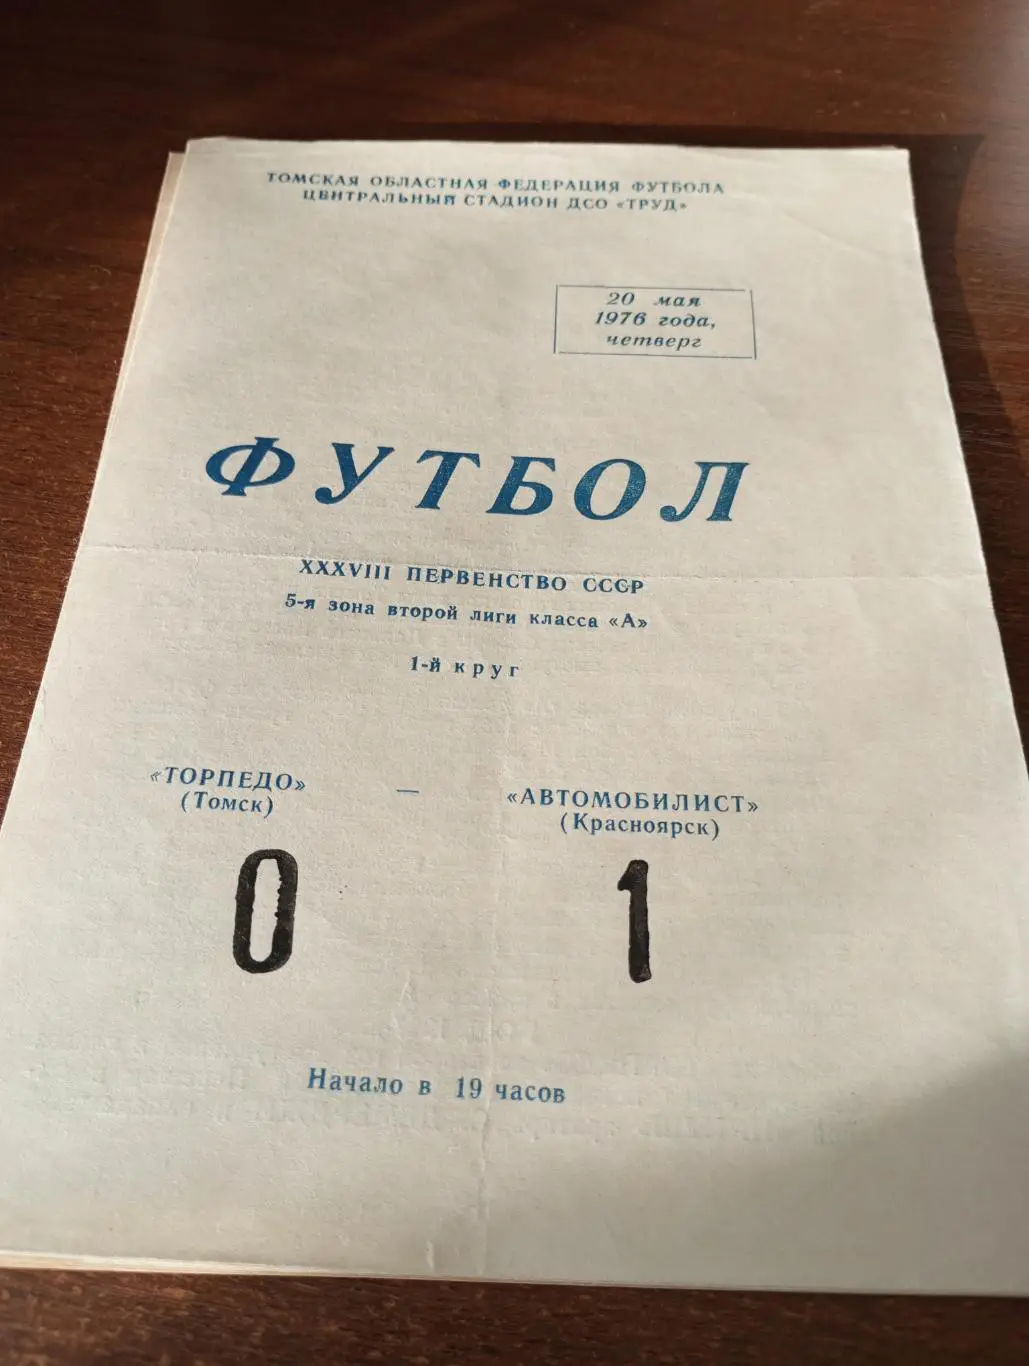 ТОМСКАЯ ОБЛАСТНАЯ ФЕДЕРАЦИЯ ФУТБОЛА
ЦЕНТРАЛЬНЫЙ СТАДИОН ДСО «ТРУД»
20 мая
1976 года,
четверг
ФУТБОЛ
XXXVIII ПЕРВЕНСТВО СССР
5-я зона второй лиги класса «А»
1-й круг
«ТОРПЕДО» — «АВТОМОБИЛИСТ»
(Томск) (Красноярск)
0 1
Начало в 19 часов